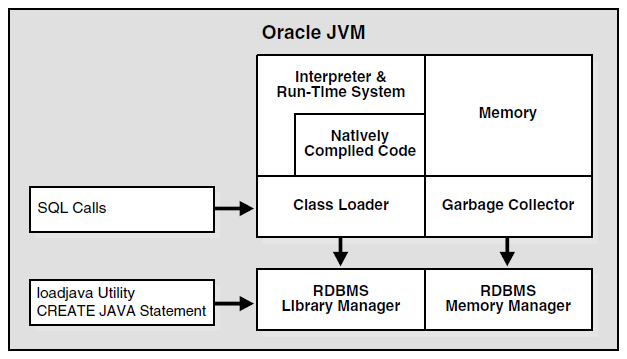 Oracle JVM
Interpreter &
Run-Time System
Memory
Natively
Compiled Code
SQL Calls
Class Loader
Garbage Collector
loadjava Utility
CREATE JAVA Statement
RDBMS
Library Manager
RDBMS
Memory Manager